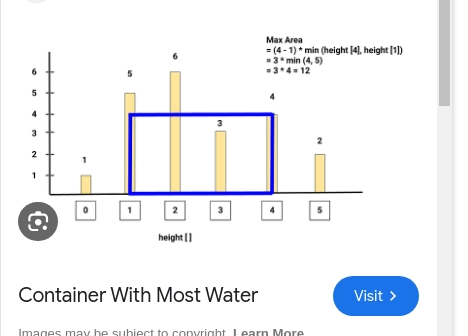 Max Area
= (4 - 1) * min (height [4], height [1])
= 3 * min (4, 5)
= 3 * 4 = 12
6
5
4
3
2
1
1
5
6
3
4
2
0
1
2
3
4
5
height [ ]
Container With Most Water
Visit >
Images may be subject to copyright. Learn More